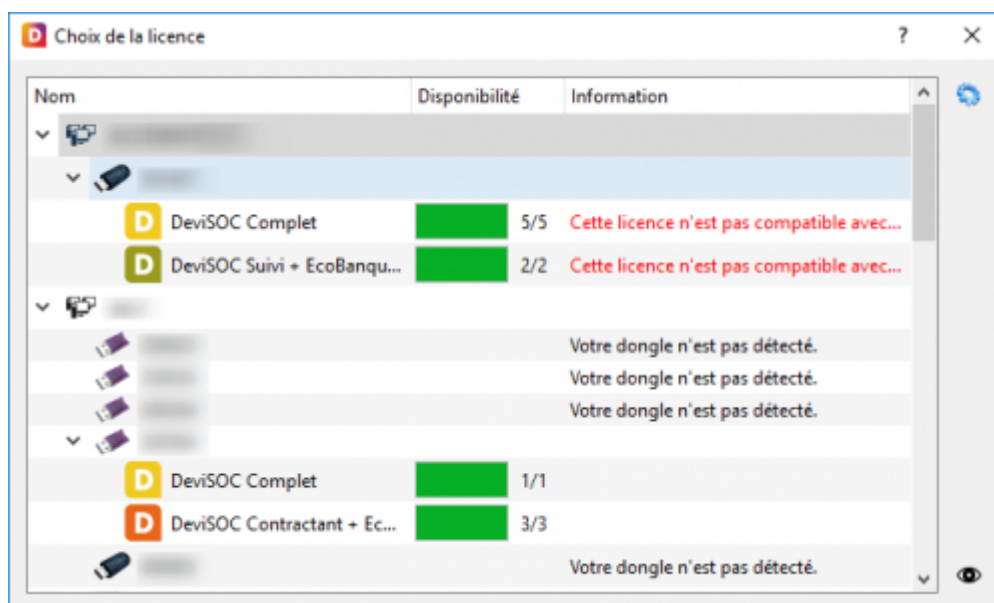 D Choix de la licence ? ×
Nom Disponibilité Information
D DeviSOC Complet 5/5 Cette licence n'est pas compatible avec...
D DeviSOC Suivi + EcoBanqu... 2/2 Cette licence n'est pas compatible avec...
Votre dongle n'est pas détecté.
Votre dongle n'est pas détecté.
Votre dongle n'est pas détecté.
D DeviSOC Complet 1/1
D DeviSOC Contractant + Ec... 3/3
Votre dongle n'est pas détecté.